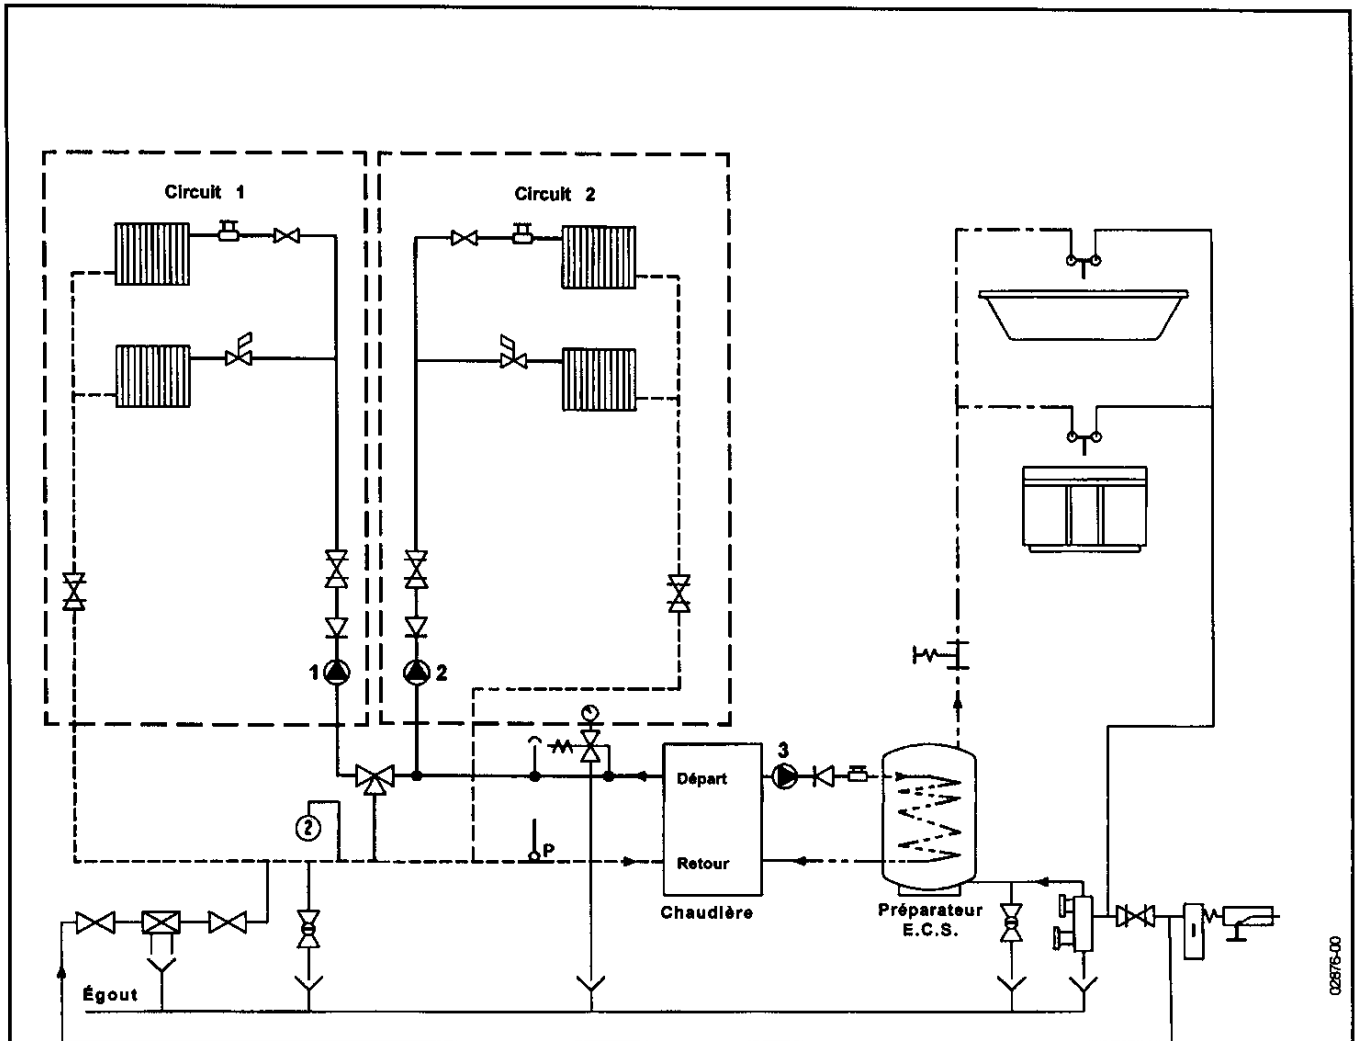 Circuit 1
Circuit 2
1
2
3
Départ
2
P
Retour
Chaudière
Préparateur
E.C.S.
Égout
02876-00